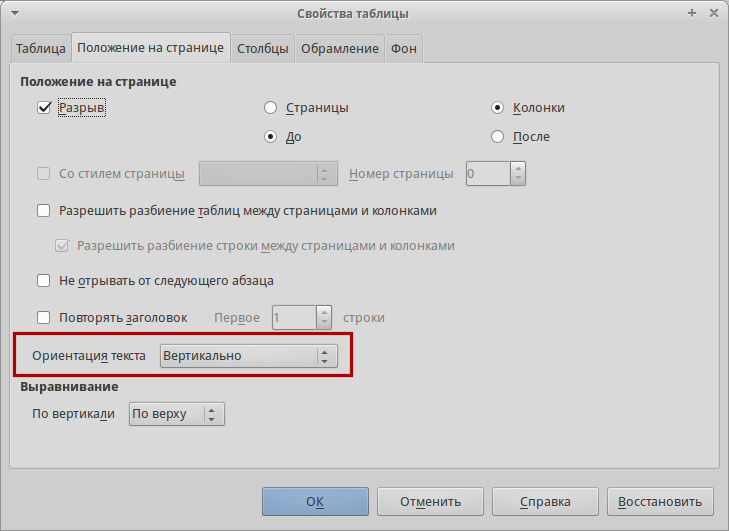 Свойства таблицы
Таблица Положение на странице Столбцы Обрамление Фон
Положение на странице
Разрыв Страницы Колонки
До После
Со стилем страницы Номер страницы 0
Разрешить разбиение таблиц между страницами и колонками
Разрешить разбиение строки между страницами и колонками
Не отрывать от следующего абзаца
Повторять заголовок Первое 1 строки
Ориентация текста Вертикально
Выравнивание
По вертикали По верху
OK Отменить Справка Восстановить